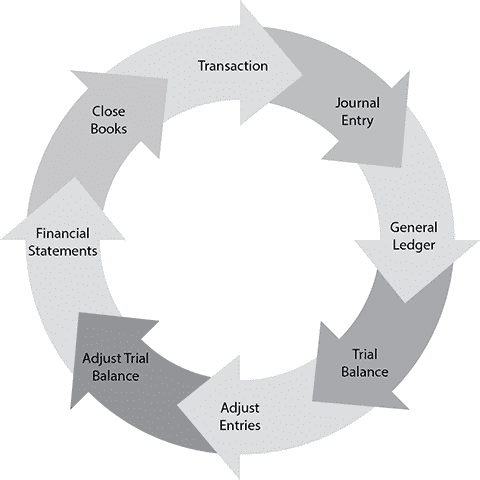 Transaction
Journal
Entry
General
Ledger
Trial
Balance
Adjust
Entries
Adjust Trial
Balance
Financial
Statements
Close
Books